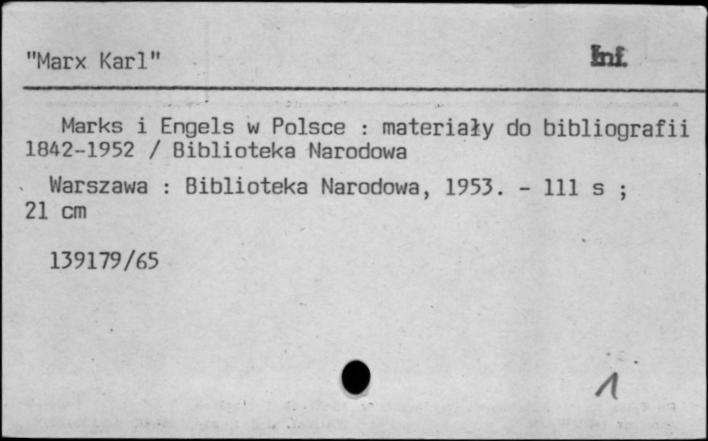 "Marx Karl"
Inf.
Marks i Engels w Polsce : materiały do bibliografii
1842-1952 / Biblioteka Narodowa
Warszawa : Biblioteka Narodowa, 1953. - 111 s ;
21 cm
139179/65
1